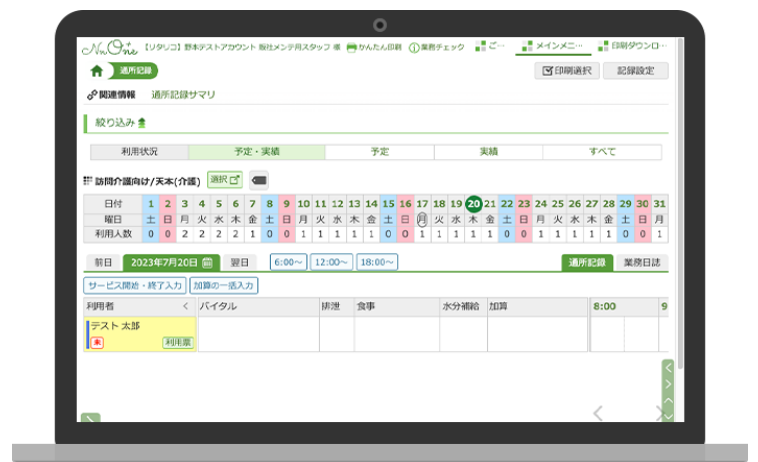 NnOne 【リタリコ】 野本テストアカウント 販社メンテ用スタッフ 様 かんたん印刷 業務チェック ご… メインメニ… 印刷ダウンロ…
通所記録 印刷選択 記録設定
関連情報 通所記録サマリ
絞り込み
利用状況 予定・実績 予定 実績 すべて
訪問介護向け/天本(介護) 選択
日付 1 2 3 4 5 6 7 8 9 10 11 12 13 14 15 16 17 18 19 20 21 22 23 24 25 26 27 28 29 30 31
曜日 土 日 月 火 水 木 金 土 日 月 火 水 木 金 土 日 月 火 水 木 金 土 日 月 火 水 木 金 土 日 月
利用人数 0 0 2 2 2 2 1 0 0 1 1 1 1 1 0 0 1 1 1 1 1 0 0 1 1 1 1 1 0 0 1
前日 2023年7月20日 翌日 6:00～ 12:00～ 18:00～ 通所記録 業務日誌
サービス開始・終了入力 加算の一括入力
利用者 < バイタル 排泄 食事 水分補給 加算 8:00 9
テスト 太郎
未 利用票